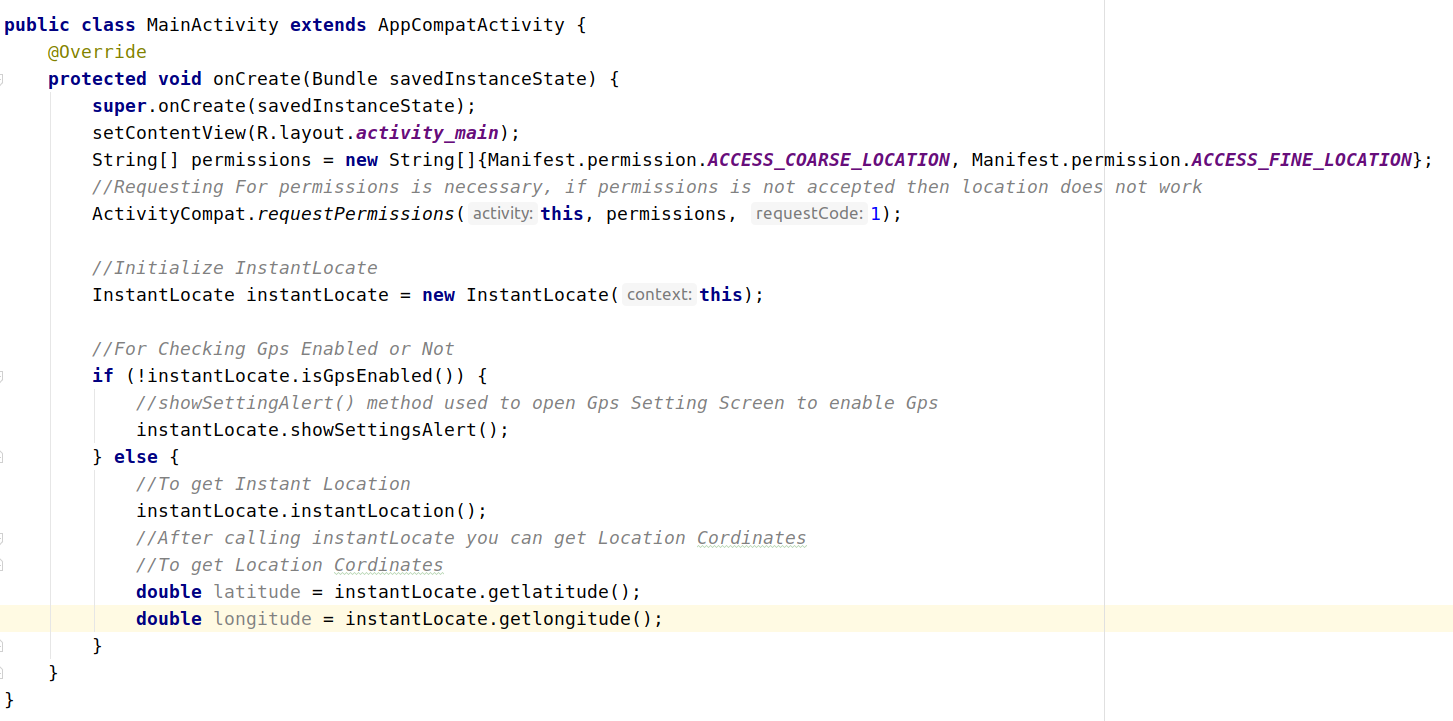 public class MainActivity extends AppCompatActivity {
@Override
protected void onCreate(Bundle savedInstanceState) {
super.onCreate(savedInstanceState);
setContentView(R.layout.activity_main);
String[] permissions = new String[]{Manifest.permission.ACCESS_COARSE_LOCATION, Manifest.permission.ACCESS_FINE_LOCATION};
//Requesting For permissions is necessary, if permissions is not accepted then location does not work
ActivityCompat.requestPermissions( activity: this, permissions, requestCode: 1);
//Initialize InstantLocate
InstantLocate instantLocate = new InstantLocate( context: this);
//For Checking Gps Enabled or Not
if (!instantLocate.isGpsEnabled()) {
//showSettingAlert() method used to open Gps Setting Screen to enable Gps
instantLocate.showSettingsAlert();
} else {
//To get Instant Location
instantLocate.instantLocation();
//After calling instantLocate you can get Location Cordinates
//To get Location Cordinates
double latitude = instantLocate.getlatitude();
double longitude = instantLocate.getlongitude();
}
}
}